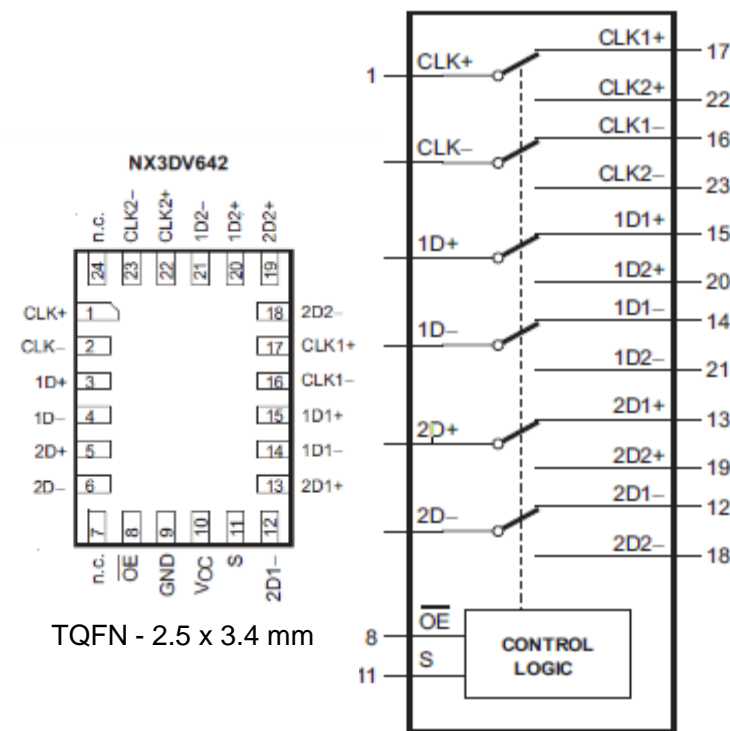 NX3DV642
n.c.
CLK2−
CLK2+
1D2−
1D2+
2D2+
24
23
22
21
20
19
CLK+ 1
18 2D2−
CLK− 2
17 CLK1+
1D+ 3
16 CLK1−
1D− 4
15 1D1+
2D+ 5
14 1D1−
2D− 6
13 2D1+
7
8
9
10
11
12
n.c.
OE
GND
VCC
S
2D1−
TQFN - 2.5 x 3.4 mm
1 CLK+
CLK1+ 17
CLK2+ 22
CLK−
CLK1− 16
CLK2− 23
1D+
1D1+ 15
1D2+ 20
1D−
1D1− 14
1D2− 21
2D+
2D1+ 13
2D2+ 19
2D−
2D1− 12
2D2− 18
8 OE
11 S
CONTROL
LOGIC